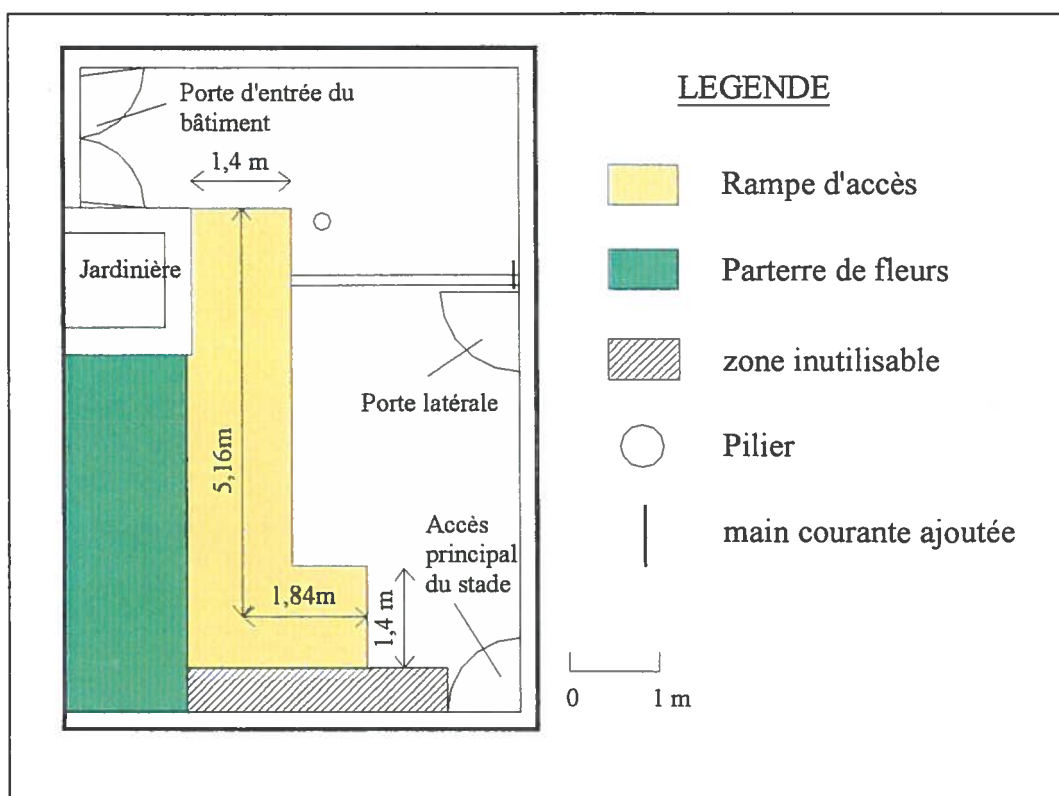 Porte d'entrée du
bâtiment
1,4 m
Jardinière
Porte latérale
5,16m
Accès
principal
du stade
1,84m
1,4 m
LEGENDE
Rampe d'accès
Parterre de fleurs
zone inutilisable
Pilier
main courante ajoutée
0 1 m